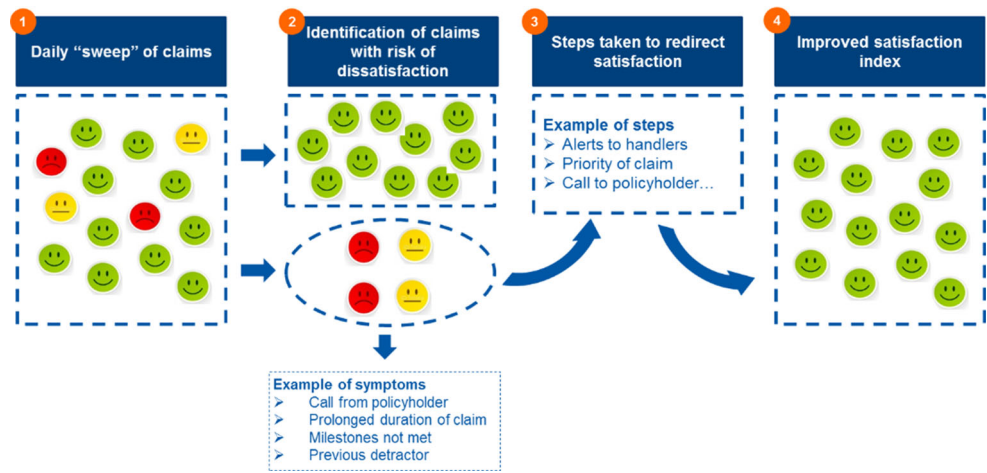 1
Daily “sweep” of claims
2
Identification of claims
with risk of
dissatisfaction
3
Steps taken to redirect
satisfaction
4
Improved satisfaction
index
Example of steps
➢ Alerts to handlers
➢ Priority of claim
➢ Call to policyholder…
Example of symptoms
➢ Call from policyholder
➢ Prolonged duration of claim
➢ Milestones not met
➢ Previous detractor